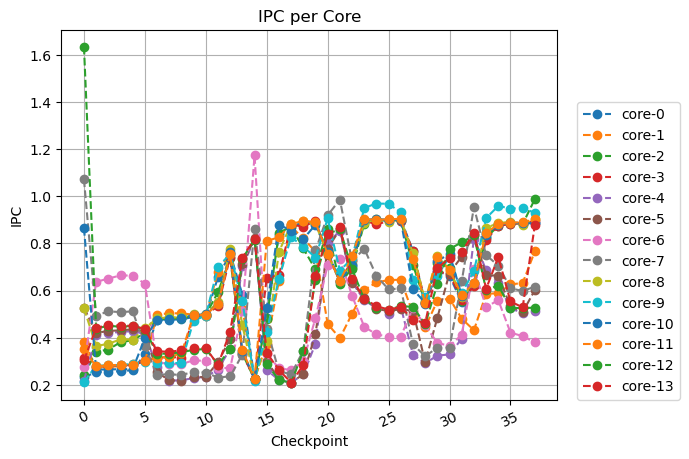 IPC per Core
IPC
1.6
1.4
1.2
1.0
0.8
0.6
0.4
0.2
0
5
10
15
20
25
30
35
Checkpoint
core-0
core-1
core-2
core-3
core-4
core-5
core-6
core-7
core-8
core-9
core-10
core-11
core-12
core-13